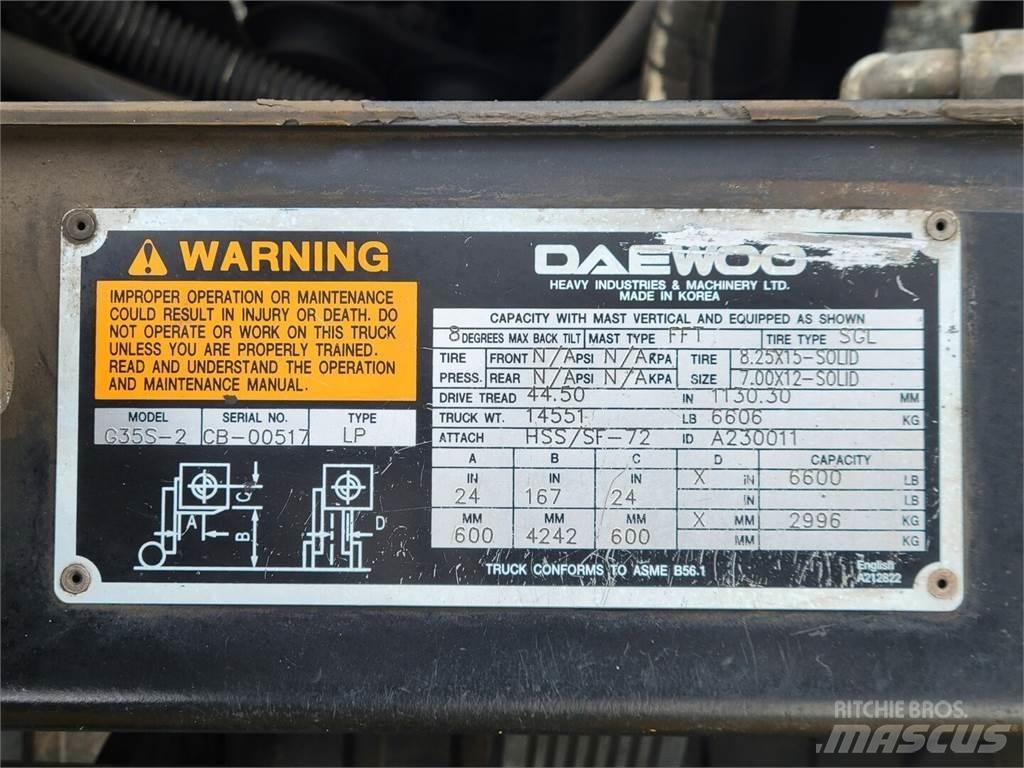 WARNING
IMPROPER OPERATION OR MAINTENANCE
COULD RESULT IN INJURY OR DEATH. DO
NOT OPERATE OR WORK ON THIS TRUCK
UNLESS YOU ARE PROPERLY TRAINED.
READ AND UNDERSTAND THE OPERATION
AND MAINTENANCE MANUAL.
MODEL SERIAL NO. TYPE
G35S-2 CB-00517 LP
A B C D
DAEWOO
HEAVY INDUSTRIES & MACHINERY LTD.
MADE IN KOREA
CAPACITY WITH MAST VERTICAL AND EQUIPPED AS SHOWN
8 DEGREES MAX BACK TILT MAST TYPE FFT TIRE TYPE SGL
TIRE FRONT N/A PSI N/A KPA TIRE 8.25X15-SOLID
PRESS. REAR N/A PSI N/A KPA SIZE 7.00X12-SOLID
DRIVE TREAD 44.50 IN 1130.30 MM
TRUCK WT. 14551 LB 6606 KG
ATTACH HSS/SF-72 ID A230011
A B C D CAPACITY
IN IN IN X IN 6600 LB
24 167 24 IN LB
MM MM MM X MM 2996 KG
600 4242 600 MM KG
TRUCK CONFORMS TO ASME B56.1
English
A212822
RITCHIE BROS.
MASCUS